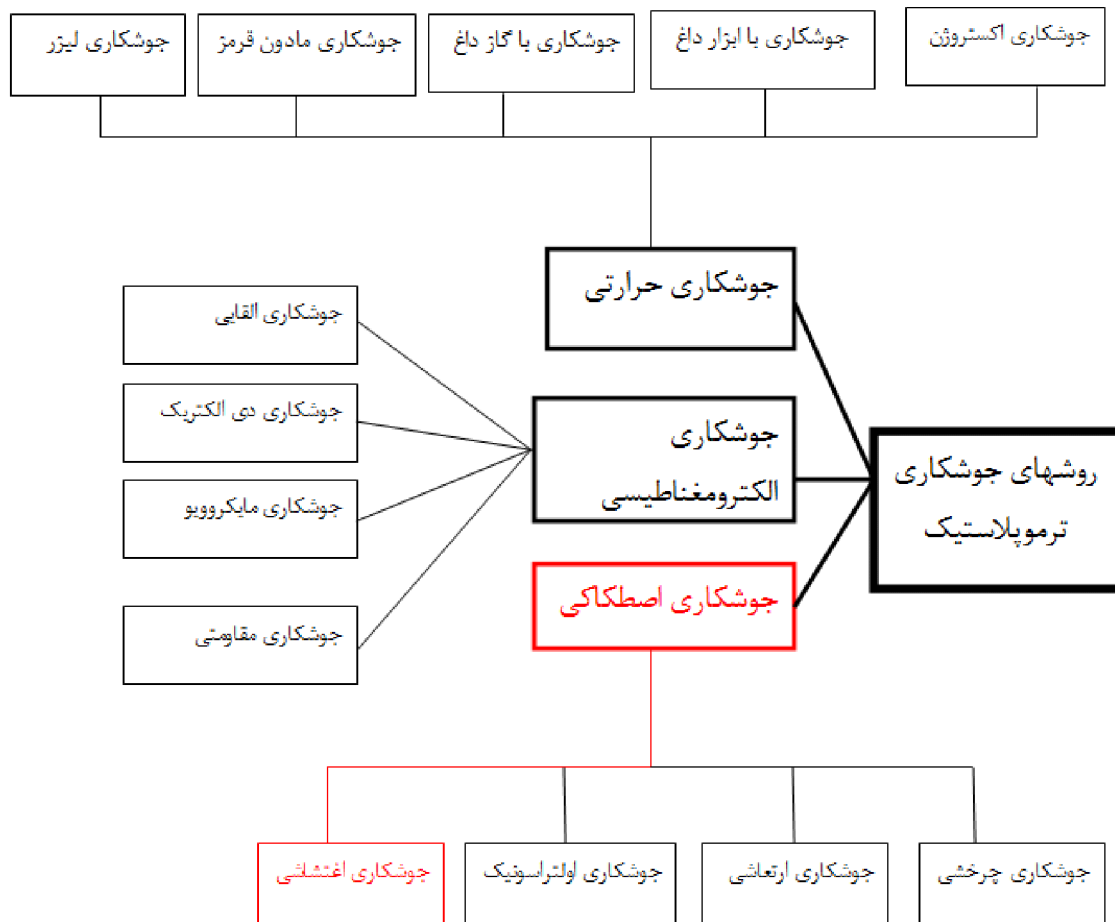 جوشکاری اکستروژن
جوشکاری با ابزار داغ
جوشکاری با گاز داغ
جوشکاری مادون قرمز
جوشکاری لیزر
روشهای جوشکاری
ترموپلاستیک
جوشکاری حرارتی
جوشکاری
الکترومغناطیسی
جوشکاری اصطکاکی
جوشکاری القایی
جوشکاری دی الکتریک
جوشکاری مایکروویو
جوشکاری مقاومتی
جوشکاری چرخشی
جوشکاری ارتعاشی
جوشکاری اولتراسونیک
جوشکاری اغتشاشی